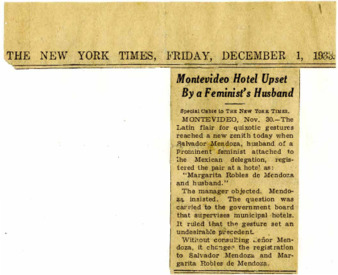 THE NEW YORK TIMES, FRIDAY, DECEMBER 1, 1933.
Montevideo Hotel Upset
By a Feminist's Husband
Special Cable to THE NEW YORK TIMES.
MONTEVIDEO, Nov. 30.—The
Latin flair for quixotic gestures
reached a new zenith today when
Salvador Mendoza, husband of a
Prominent feminist attached to
the Mexican delegation, regis-
tered the pair at a hotel as:
"Margarita Robles de Mendoza
and husband."
The manager objected. Mendo-
za insisted. The question was
carried to the government board
that supervises municipal hotels.
It ruled that the gesture set an
undesirable precedent.
Without consulting Señor Men-
doza, it changes the registration
to Salvador Mendoza and Mar-
garita Robles de Mendoza.